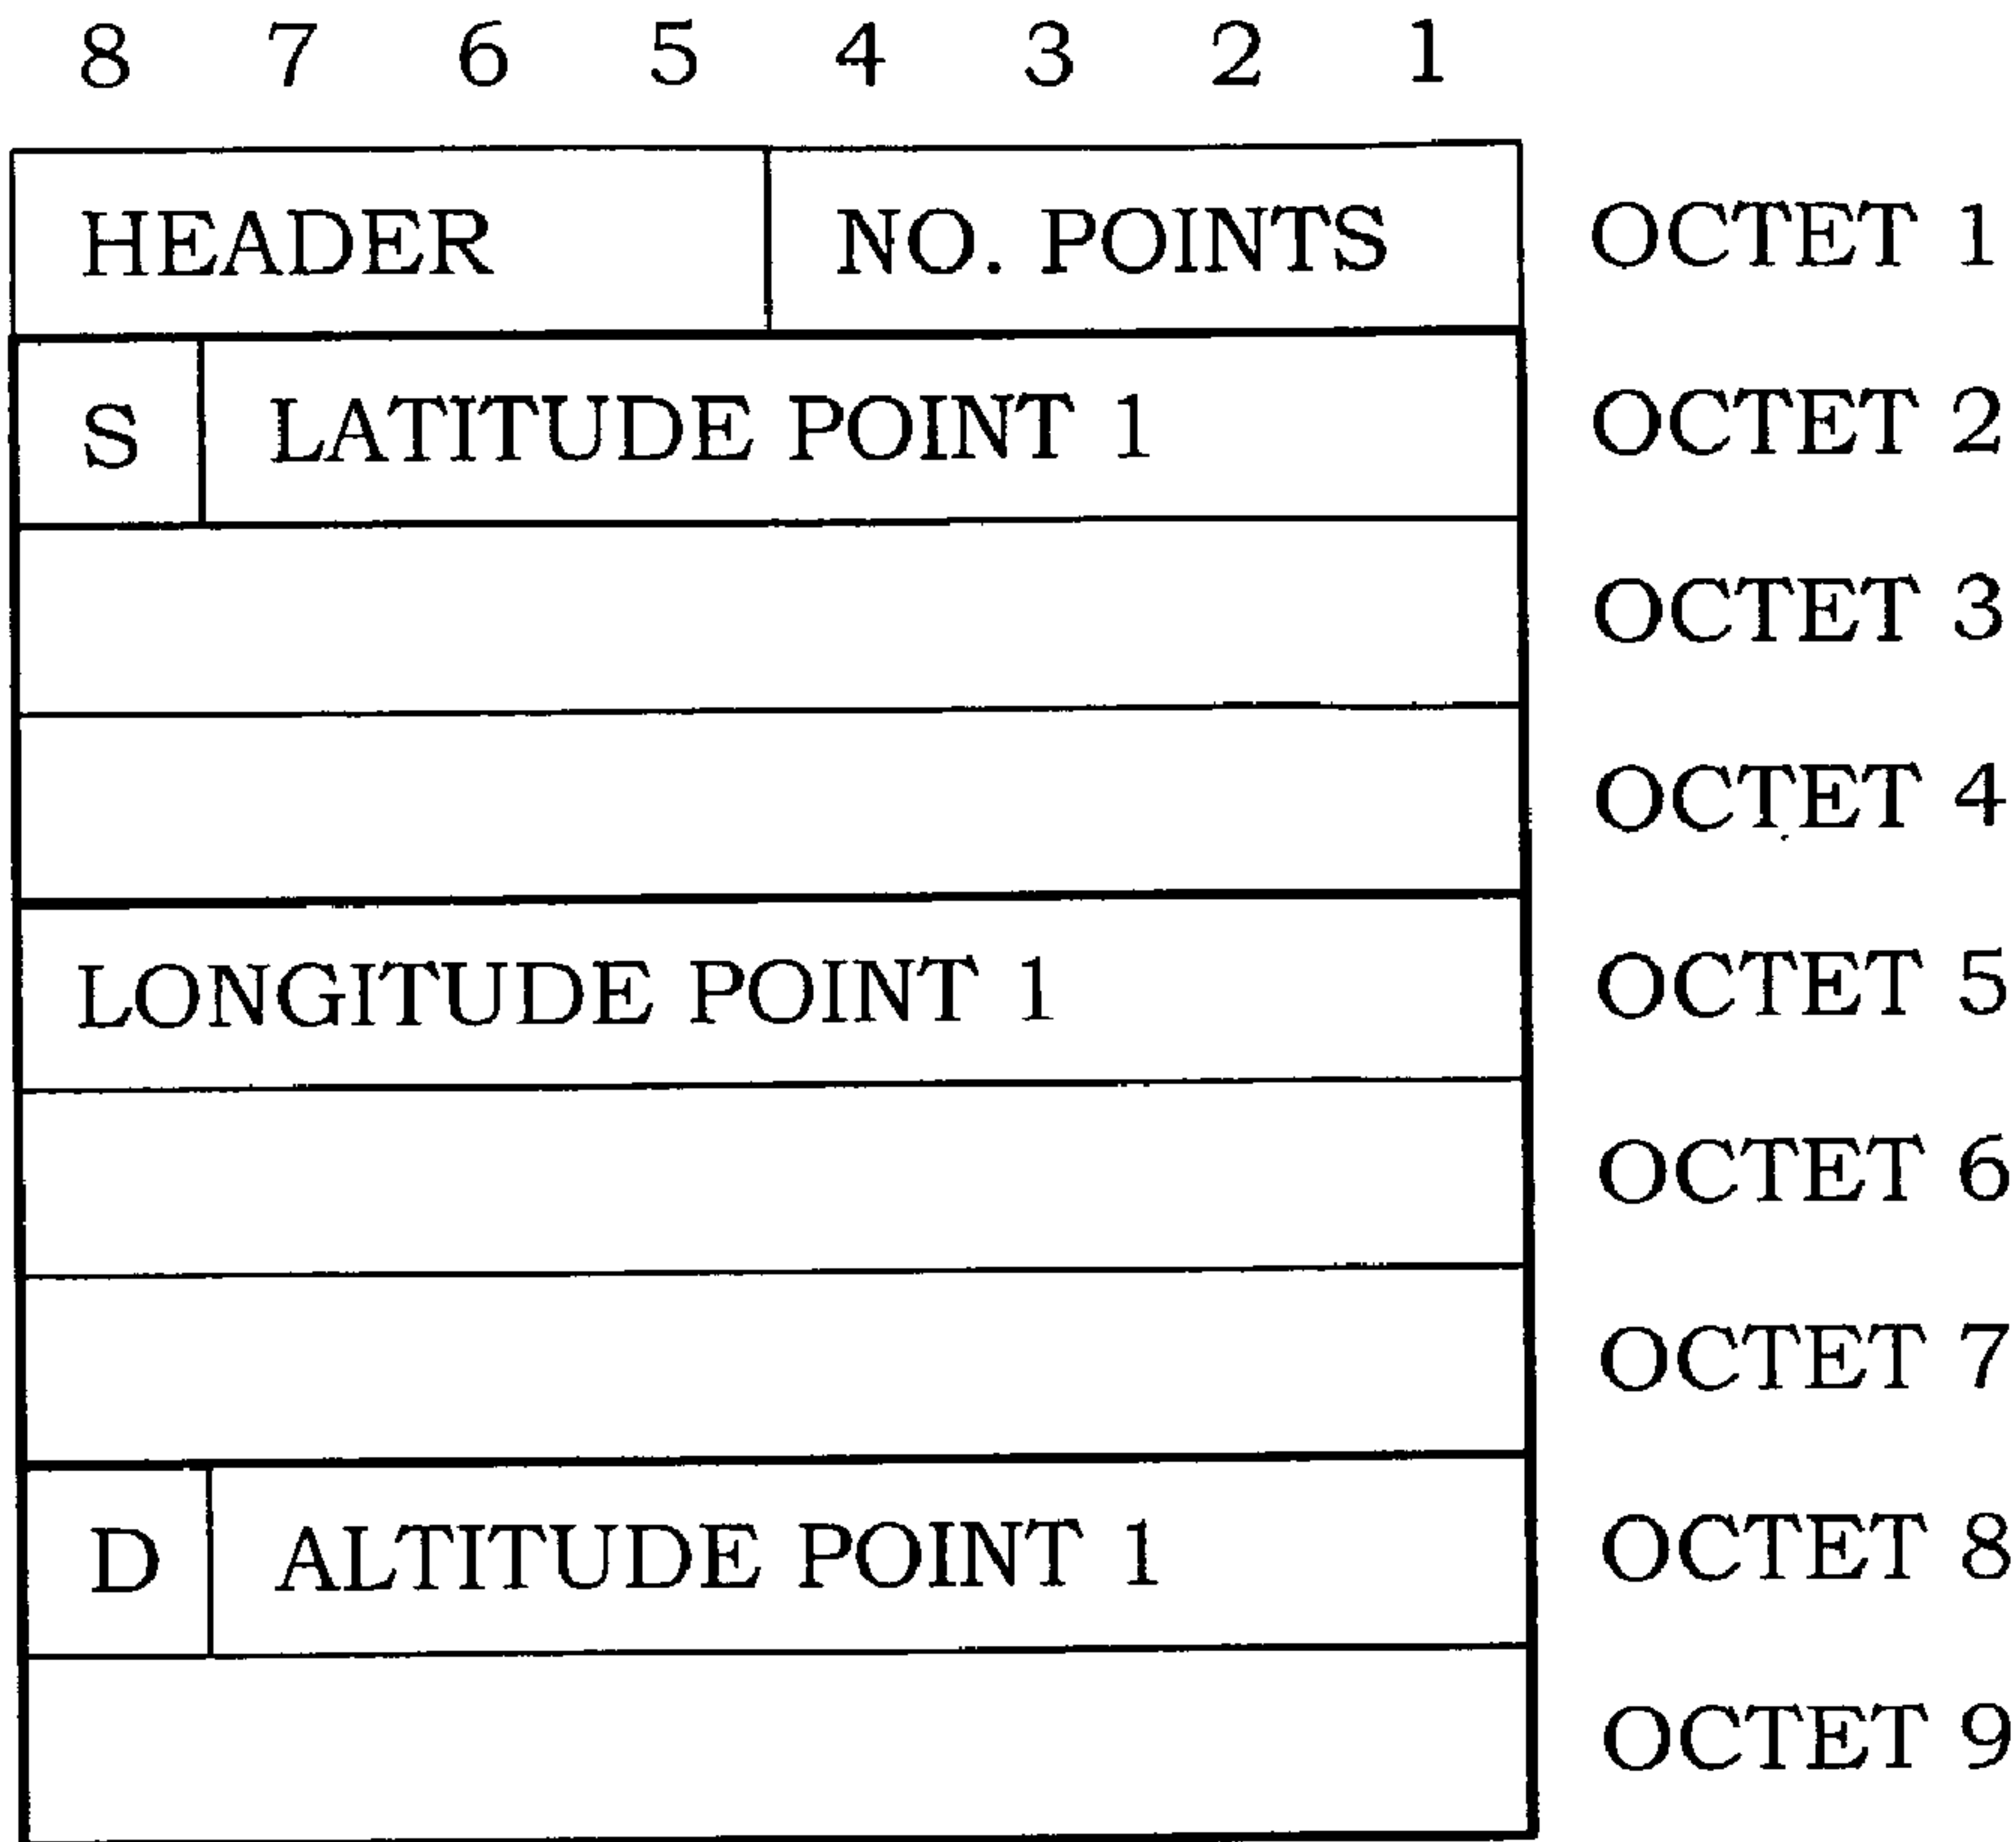 8 7 6 5 4 3 2 1
HEADER NO. POINTS OCTET 1
S LATITUDE POINT 1 OCTET 2
OCTET 3
OCTET 4
LONGITUDE POINT 1 OCTET 5
OCTET 6
OCTET 7
D ALTITUDE POINT 1 OCTET 8
OCTET 9